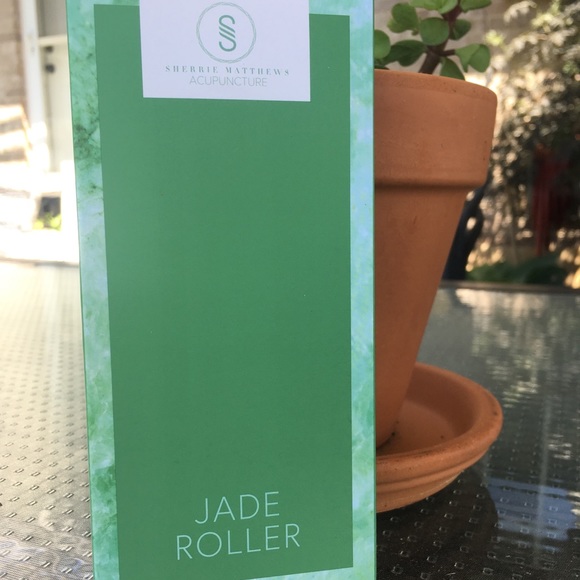 S
SHERRIE MATTHEWS
ACUPUNCTURE
JADE
ROLLER